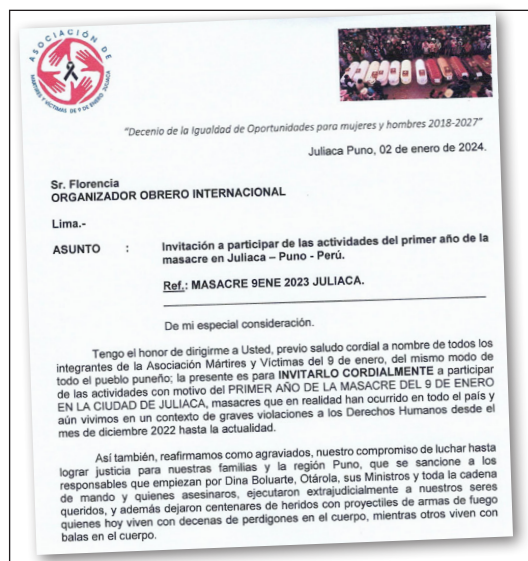 ASOCIACIÓN DE
MÁRTIRES Y VÍCTIMAS DE 9 DE ENERO JULIACA
"Decenio de la Igualdad de Oportunidades para mujeres y hombres 2018-2027"
Juliaca Puno, 02 de enero de 2024.
Sr. Florencia
ORGANIZADOR OBRERO INTERNACIONAL
Lima.-
ASUNTO : Invitación a participar de las actividades del primer año de la
masacre en Juliaca – Puno - Perú.
Ref.: MASACRE 9ENE 2023 JULIACA.
De mi especial consideración.
Tengo el honor de dirigirme a Usted, previo saludo cordial a nombre de todos los
integrantes de la Asociación Mártires y Víctimas del 9 de enero, del mismo modo de
todo el pueblo puneño; la presente es para INVITARLO CORDIALMENTE a participar
de las actividades con motivo del PRIMER AÑO DE LA MASACRE DEL 9 DE ENERO
EN LA CIUDAD DE JULIACA, masacres que en realidad han ocurrido en todo el país y
aún vivimos en un contexto de graves violaciones a los Derechos Humanos desde el
mes de diciembre 2022 hasta la actualidad.
Así también, reafirmamos como agraviados, nuestro compromiso de luchar hasta
lograr justicia para nuestras familias y la región Puno, que se sancione a los
responsables que empiezan por Dina Boluarte, Otárola, sus Ministros y toda la cadena
de mando y quienes asesinaros, ejecutaron extrajudicialmente a nuestros seres
queridos, y además dejaron centenares de heridos con proyectiles de armas de fuego
quienes hoy viven con decenas de perdigones en el cuerpo, mientras otros viven con
balas en el cuerpo.